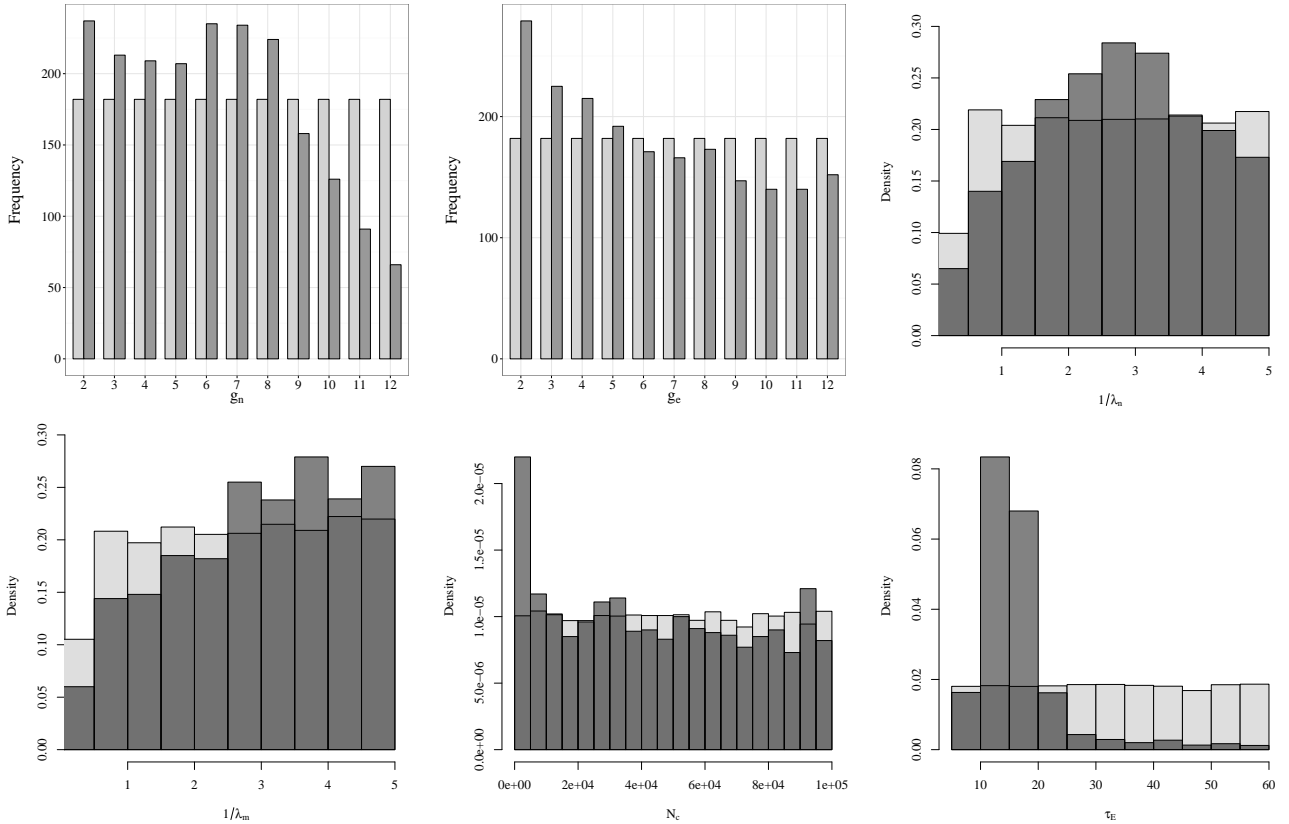 Frequency
250
200
150
100
50
0
2 3 4 5 6 7 8 9 10 11 12
gₙ
Frequency
200
100
0
2 3 4 5 6 7 8 9 10 11 12
gₑ
Density
0.30
0.25
0.20
0.15
0.10
0.05
0.00
1 2 3 4 5
1/λₙ
Density
0.30
0.25
0.20
0.15
0.10
0.05
0.00
1 2 3 4 5
1/λₘ
Density
2.0e−05
1.5e−05
1.0e−05
5.0e−06
0.0e+00
0e+00 2e+04 4e+04 6e+04 8e+04 1e+05
N_c
Density
0.08
0.06
0.04
0.02
0.00
10 20 30 40 50 60
τ_E